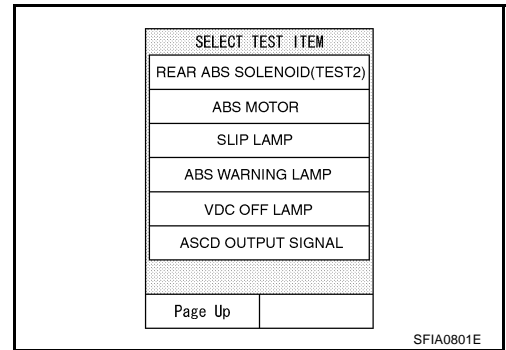 SELECT TEST ITEM
REAR ABS SOLENOID(TEST2)
ABS MOTOR
SLIP LAMP
ABS WARNING LAMP
VDC OFF LAMP
ASCD OUTPUT SIGNAL
Page Up
SFIA0801E